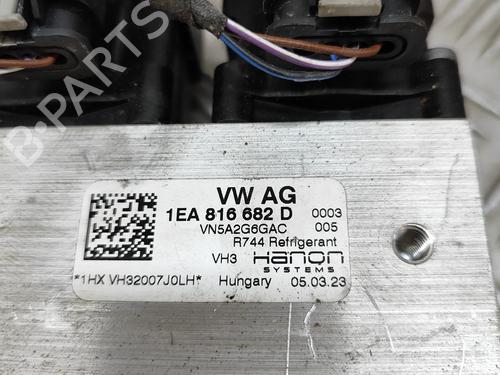 B-PARTS
VW AG
1EA 816 682 D 0003
VN5A2G6GAC 005
R744 Refrigerant
VH3 Hanon
SYSTEMS
*1HX VH32007J0LH* Hungary 05.03.23